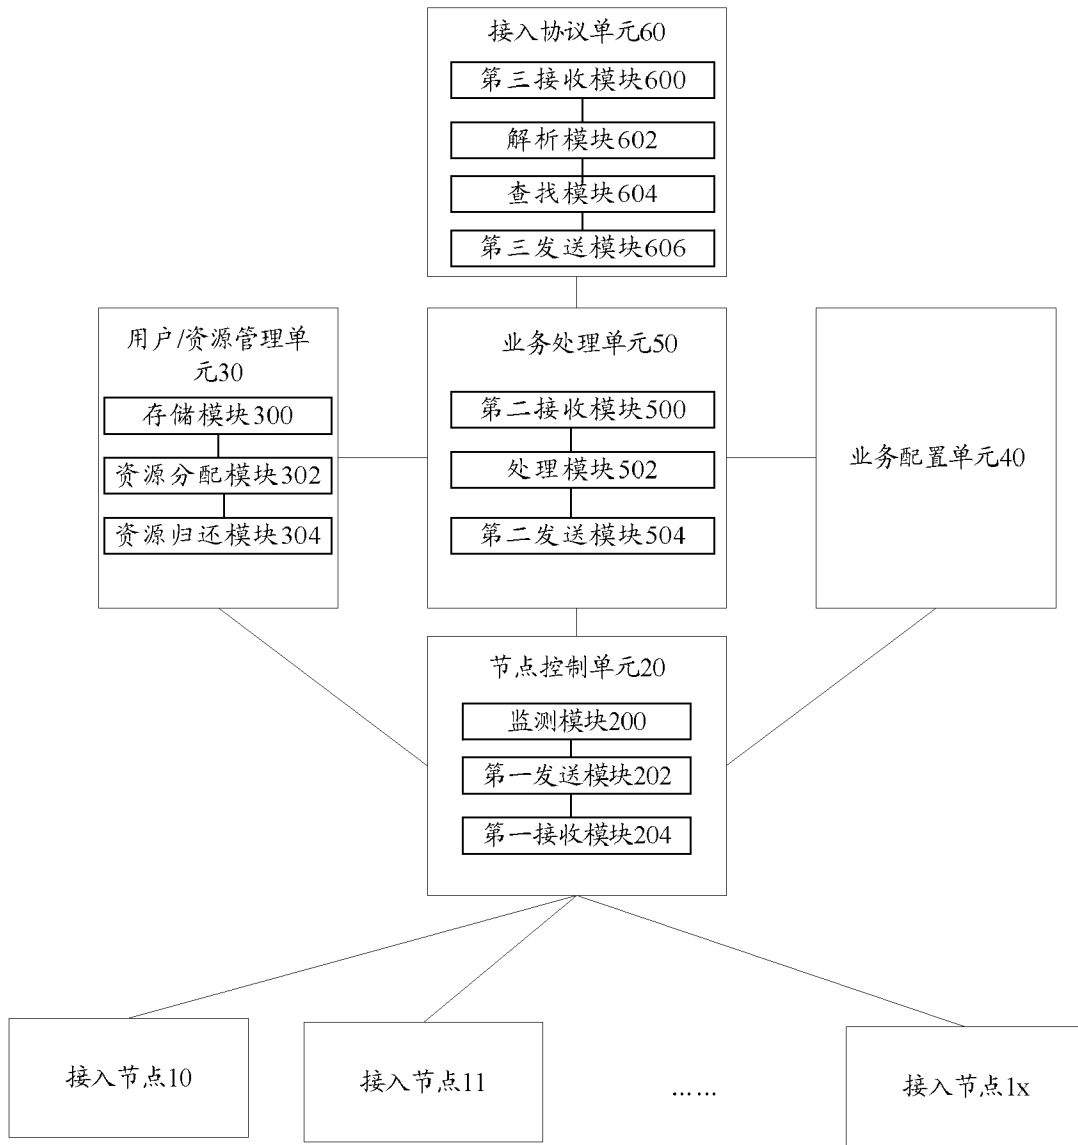 接入协议单元60
第三接收模块600
解析模块602
查找模块604
第三发送模块606
用户/资源管理单
元30
存储模块300
资源分配模块302
资源归还模块304
业务处理单元50
第二接收模块500
处理模块502
第二发送模块504
业务配置单元40
节点控制单元20
监测模块200
第一发送模块202
第一接收模块204
接入节点10
接入节点11
……
接入节点1x